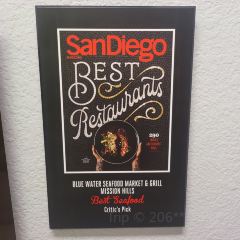 SanDiego
BEST
Restaurants
BLUE WATER SEAFOOD MARKET & GRILL
MISSION HILLS
Best Seafood
Critic's Pick